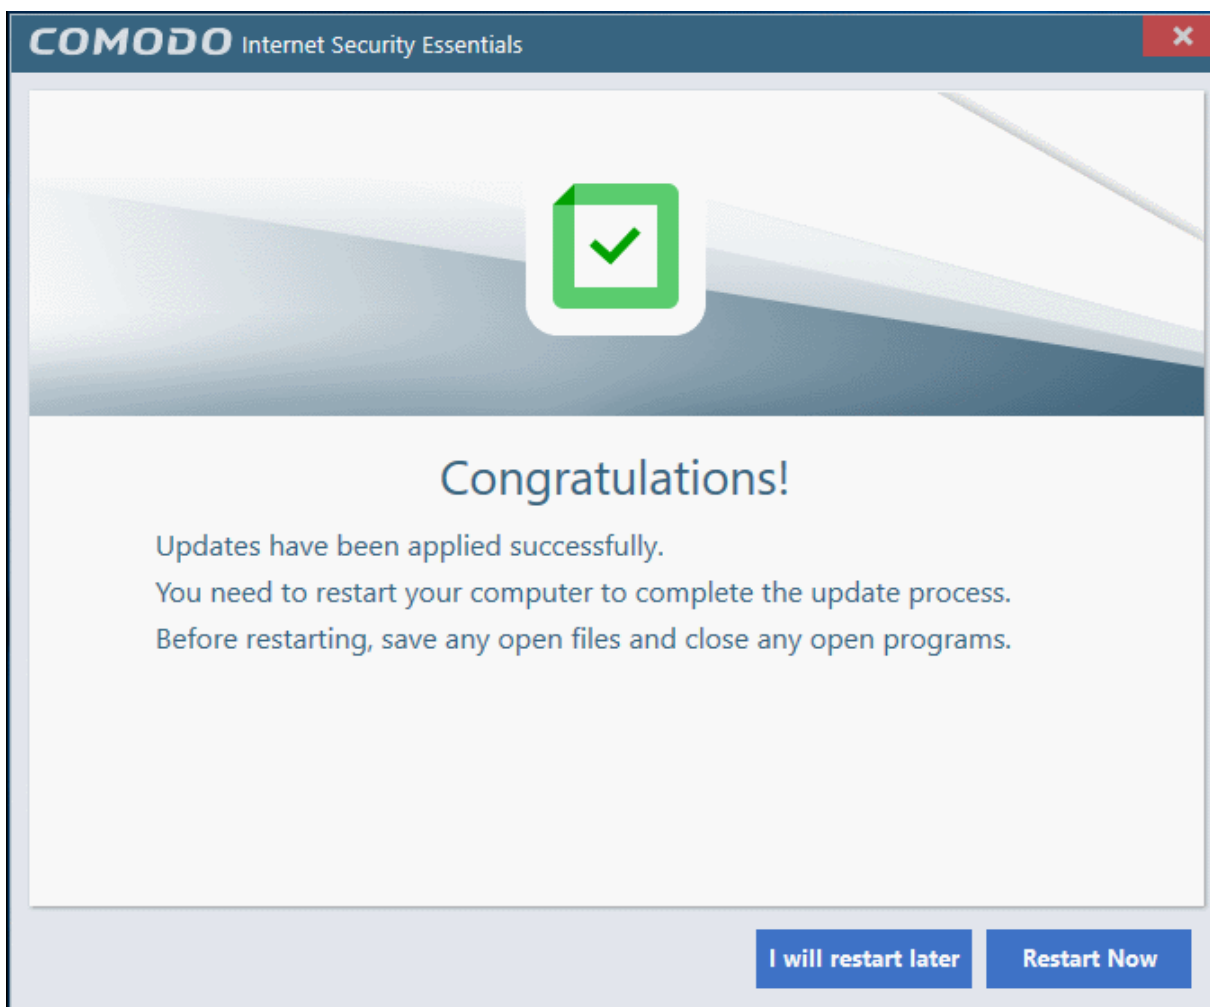 COMODO Internet Security Essentials
Congratulations!
Updates have been applied successfully.
You need to restart your computer to complete the update process.
Before restarting, save any open files and close any open programs.
I will restart later
Restart Now